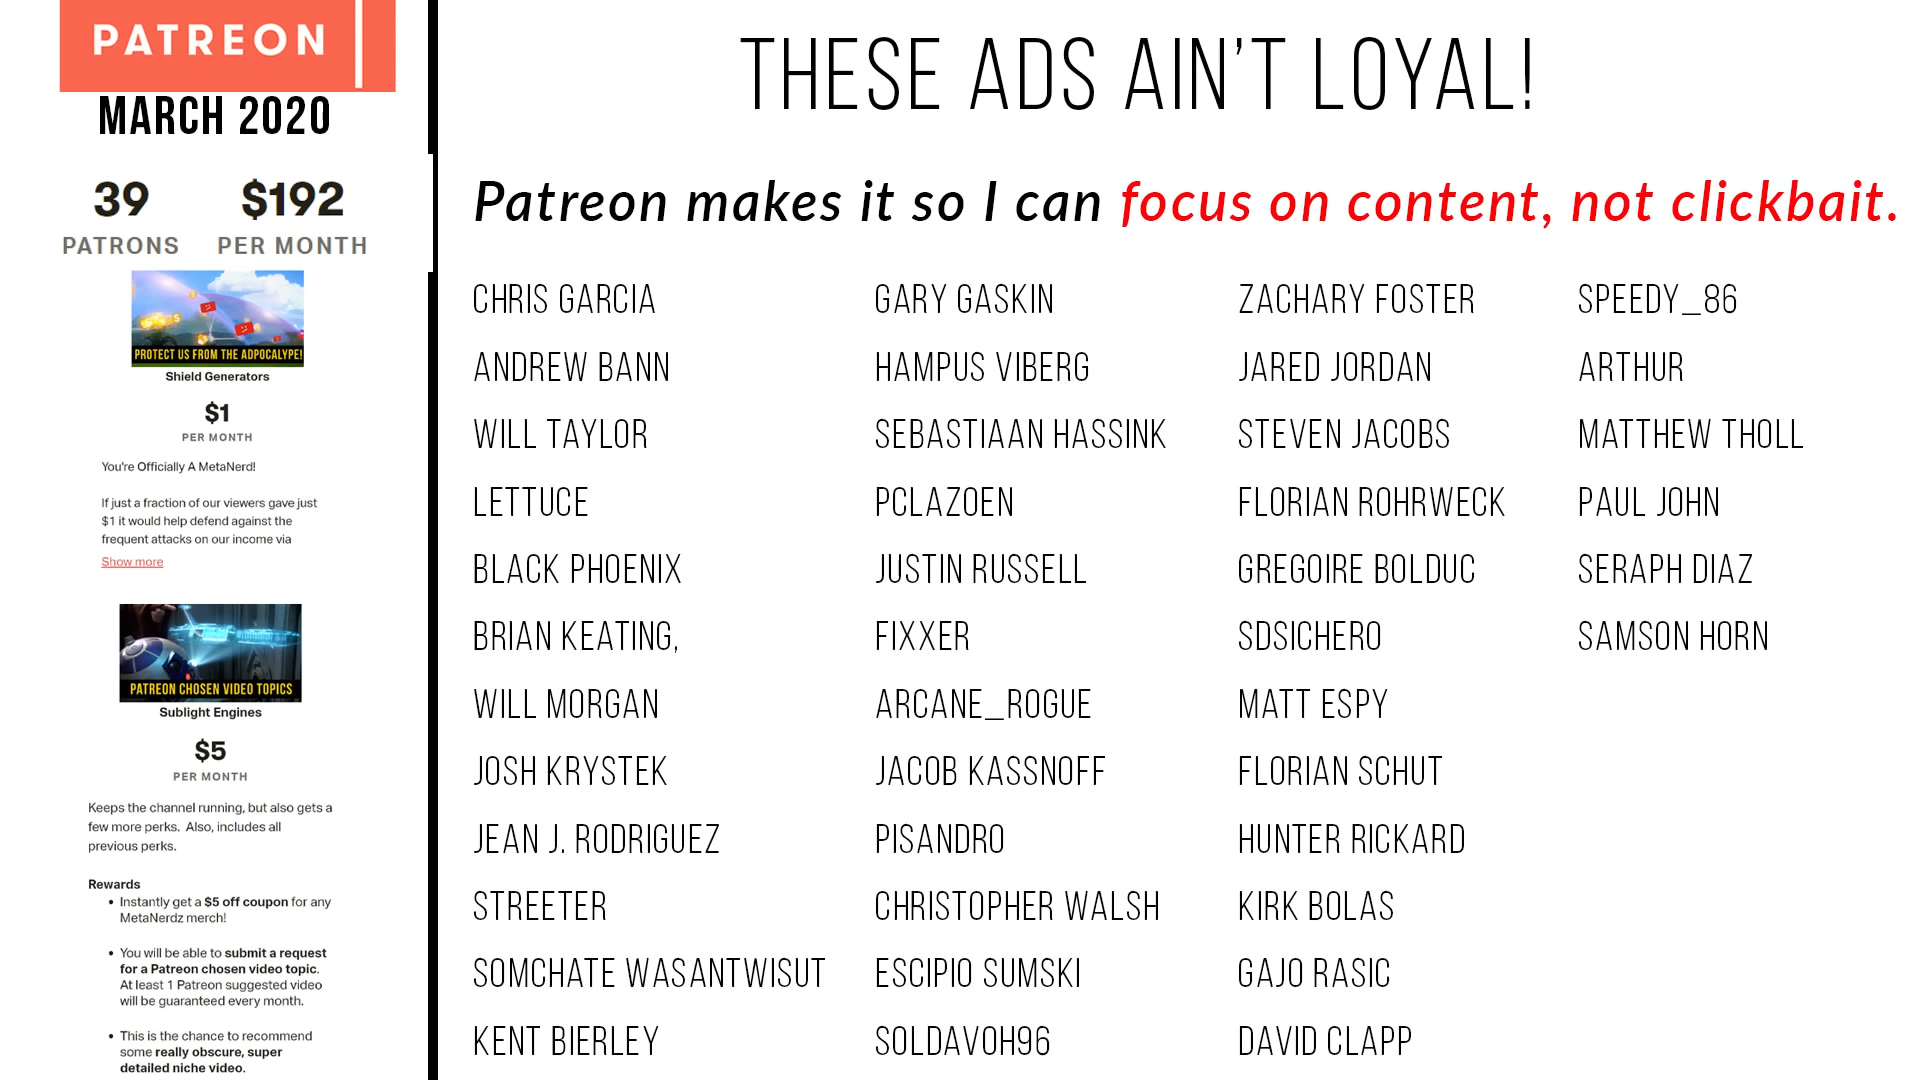 PATREON
MARCH 2020
39 $192
PATRONS PER MONTH
PROTECT US FROM THE ADPOCALYPE!
Shield Generators
$1
PER MONTH
You're Officially A MetaNerd!
If just a fraction of our viewers gave just
$1 it would help defend against the
frequent attacks on our income via
Show more
PATREON CHOSEN VIDEO TOPICS
Sublight Engines
$5
PER MONTH
Keeps the channel running, but also gets a
few more perks. Also, includes all
previous perks.
Rewards
• Instantly get a $5 off coupon for any
MetaNerdz merch!
• You will be able to submit a request
for a Patreon chosen video topic.
At least 1 Patreon suggested video
will be guaranteed every month.
• This is the chance to recommend
some really obscure, super
detailed niche video.
THESE ADS AIN'T LOYAL!
Patreon makes it so I can focus on content, not clickbait.
CHRIS GARCIA
ANDREW BANN
WILL TAYLOR
LETTUCE
BLACK PHOENIX
BRIAN KEATING,
WILL MORGAN
JOSH KRYSTEK
JEAN J. RODRIGUEZ
STREETER
SOMCHATE WASANTWISUT
KENT BIERLEY
GARY GASKIN
HAMPUS VIBERG
SEBASTIAAN HASSINK
PCLAZOEN
JUSTIN RUSSELL
FIXXER
ARCANE_ROGUE
JACOB KASSNOFF
PISANDRO
CHRISTOPHER WALSH
ESCIPIO SUMSKI
SOLDAVOH96
ZACHARY FOSTER
JARED JORDAN
STEVEN JACOBS
FLORIAN ROHRWECK
GREGOIRE BOLDUC
SDSICHERO
MATT ESPY
FLORIAN SCHUT
HUNTER RICKARD
KIRK BOLAS
GAJO RASIC
DAVID CLAPP
SPEEDY_86
ARTHUR
MATTHEW THOLL
PAUL JOHN
SERAPH DIAZ
SAMSON HORN